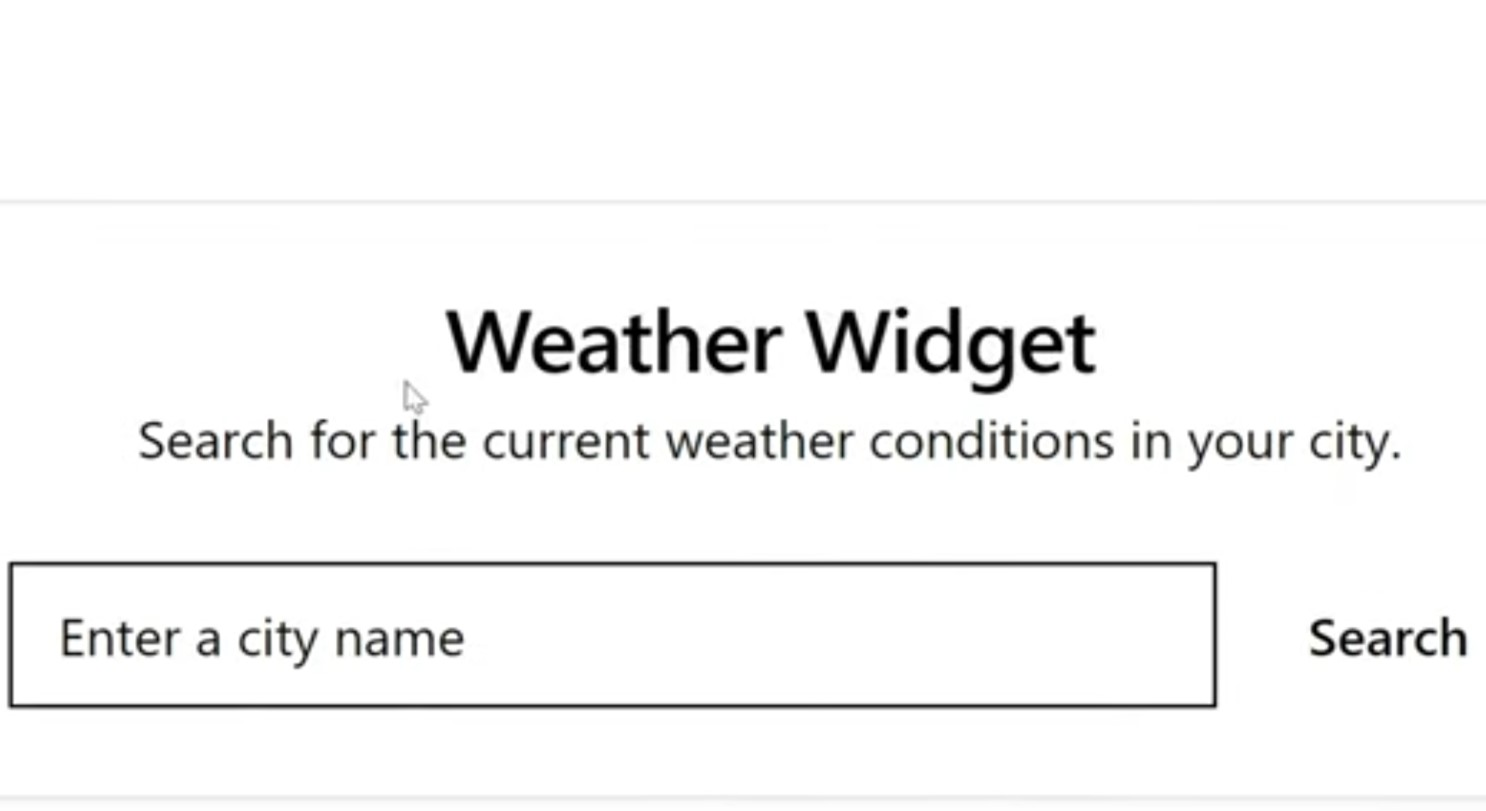 Weather Widget
Search for the current weather conditions in your city.
Enter a city name
Search